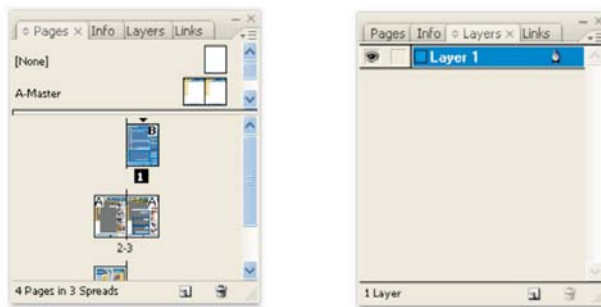 Pages Info Layers Links
[None]
A-Master
B
1
A A
2-3
4 Pages in 3 Spreads
Pages Info Layers Links
Layer 1
1 Layer